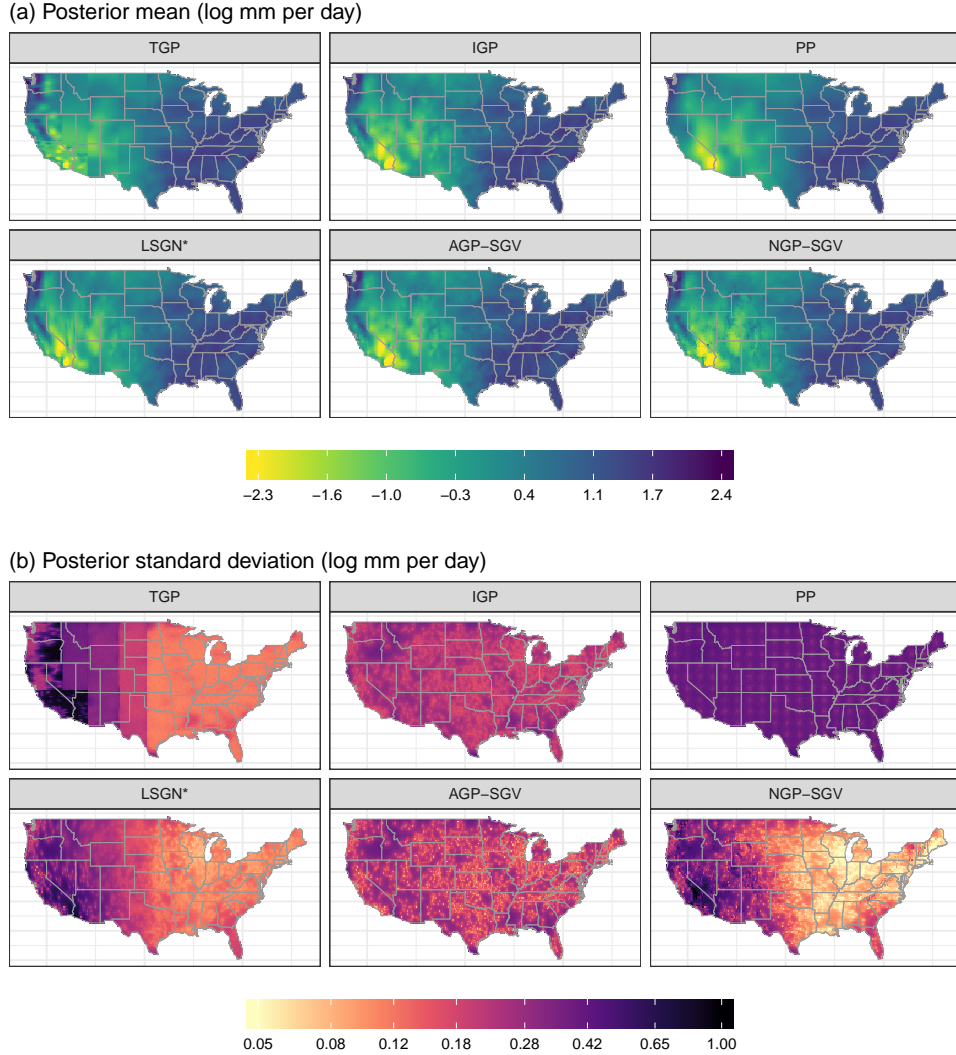 (a) Posterior mean (log mm per day)
TGP IGP PP
LSGN* AGP−SGV NGP−SGV
−2.3 −1.6 −1.0 −0.3 0.4 1.1 1.7 2.4
(b) Posterior standard deviation (log mm per day)
TGP IGP PP
LSGN* AGP−SGV NGP−SGV
0.05 0.08 0.12 0.18 0.28 0.42 0.65 1.00